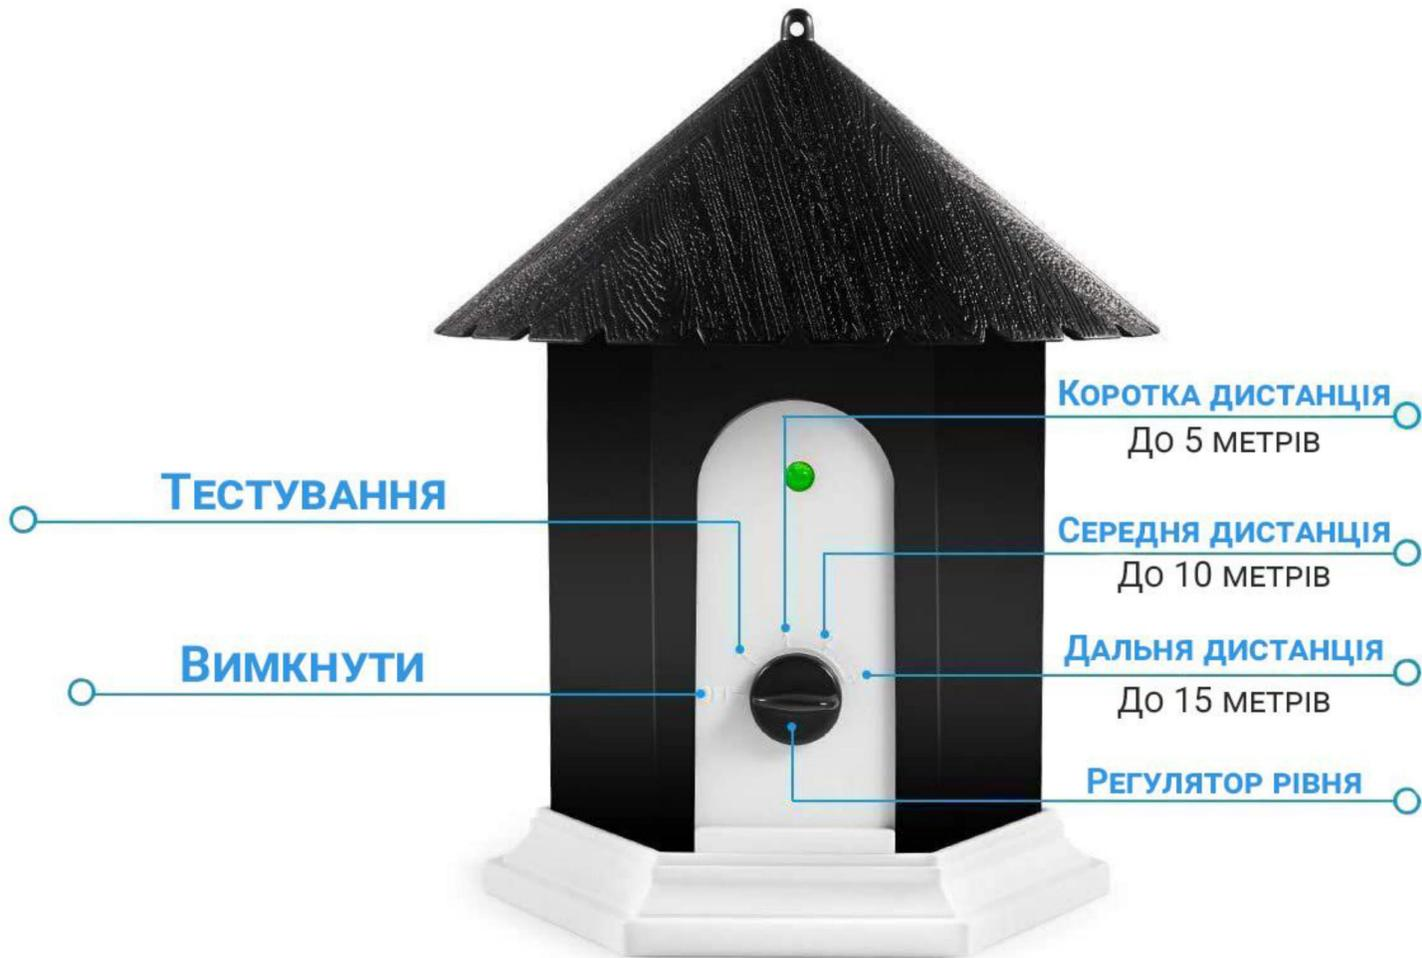 Тестування
Вимкнути
Коротка дистанція
До 5 метрів
Середня дистанція
До 10 метрів
Дальня дистанція
До 15 метрів
Регулятор рівня